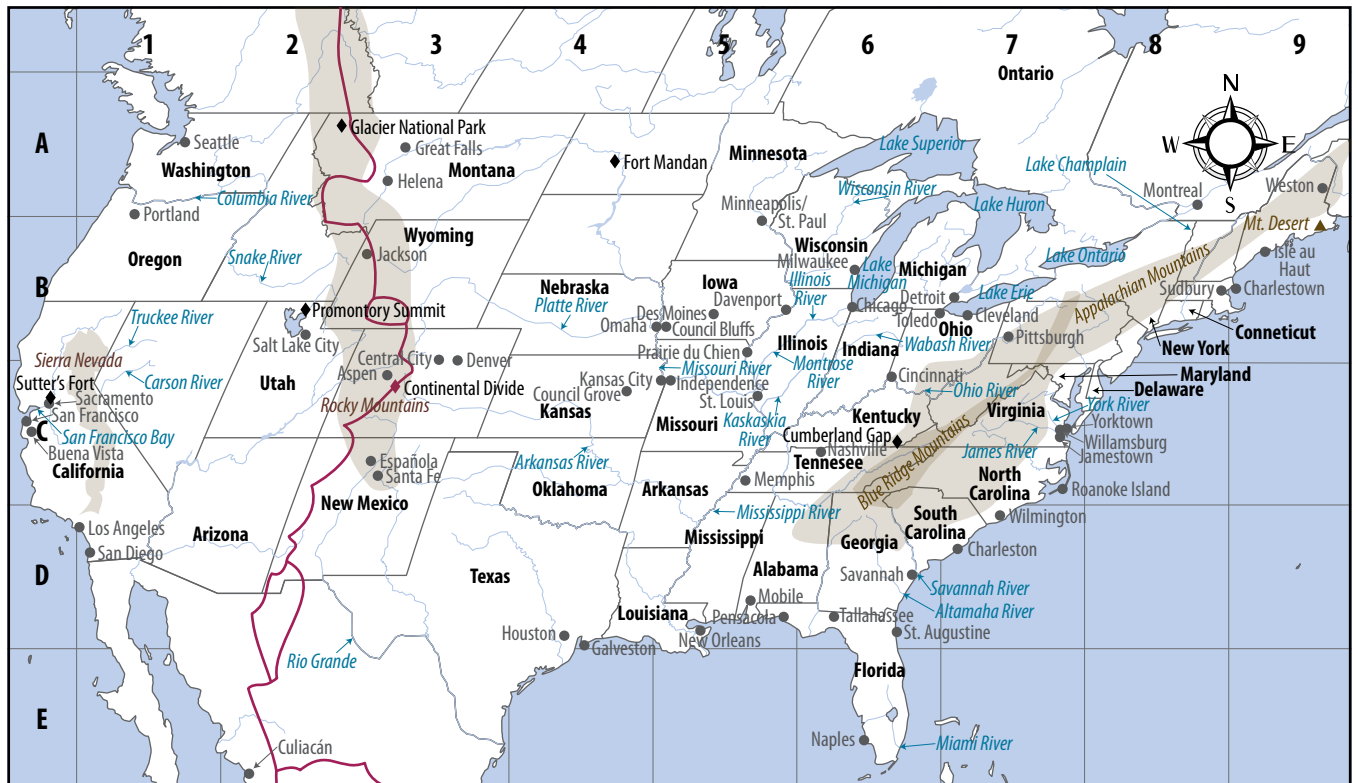 1 2 3 4 5 6 7 8 9
A
B
C
D
E
N
W E
S
Ontario
Glacier National Park
Seattle
Great Falls
Washington
Montana
Helena
Fort Mandan
Minnesota
Lake Superior
Lake Champlain
Columbia River
Portland
Wisconsin River
Minneapolis/
St. Paul
Lake Huron
Montreal
Weston
Mt. Desert
Oregon
Wyoming
Jackson
Snake River
Wisconsin
Milwaukee
Lake
Michigan
Michigan
Lake Ontario
Isle au
Haut
Nebraska
Platte River
Iowa
Davenport
Illinois
River
Detroit
Lake Erie
Appalachian Mountains
Sudbury
Charlestown
Promontory Summit
Truckee River
Salt Lake City
Omaha
Des Moines
Council Bluffs
Chicago
Toledo
Ohio
Cleveland
Pittsburgh
Conneticut
New York
Sierra Nevada
Carson River
Utah
Central City
Denver
Aspen
Continental Divide
Rocky Mountains
Prairie du Chien
Missouri River
Illinois
Montrose
River
Indiana
Wabash River
Cincinnati
Maryland
Delaware
Sutter's Fort
Sacramento
San Francisco
San Francisco Bay
Buena Vista
California
Kansas City
Independence
Council Grove
Kansas
St. Louis
Missouri
Kaskaskia
River
Ohio River
Kentucky
Virginia
York River
Yorktown
Willamsburg
Jamestown
James River
Cumberland Gap
Nashville
Tennessee
Blue Ridge Mountains
Española
Santa Fe
New Mexico
Arkansas River
Oklahoma
Arkansas
Memphis
North
Carolina
Roanoke Island
Los Angeles
San Diego
Arizona
Mississippi River
Mississippi
South
Carolina
Wilmington
Georgia
Charleston
Texas
Alabama
Savannah
Savannah River
Altamaha River
Louisiana
Mobile
Pensacola
Tallahassee
St. Augustine
New Orleans
Houston
Galveston
Rio Grande
Florida
Culiacán
Naples
Miami River